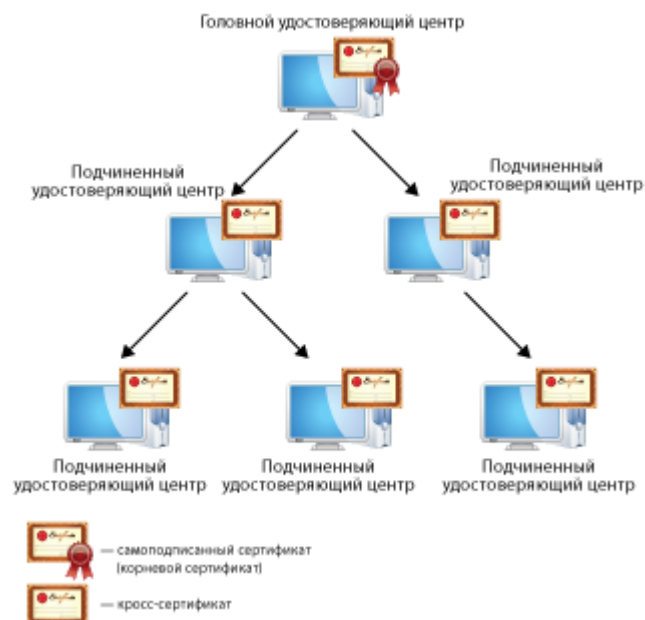 Головной удостоверяющий центр
Подчиненный
удостоверяющий центр
Подчиненный
удостоверяющий центр
Подчиненный
удостоверяющий центр
Подчиненный
удостоверяющий центр
Подчиненный
удостоверяющий центр
— самоподписанный сертификат
(корневой сертификат)
— кросс-сертификат